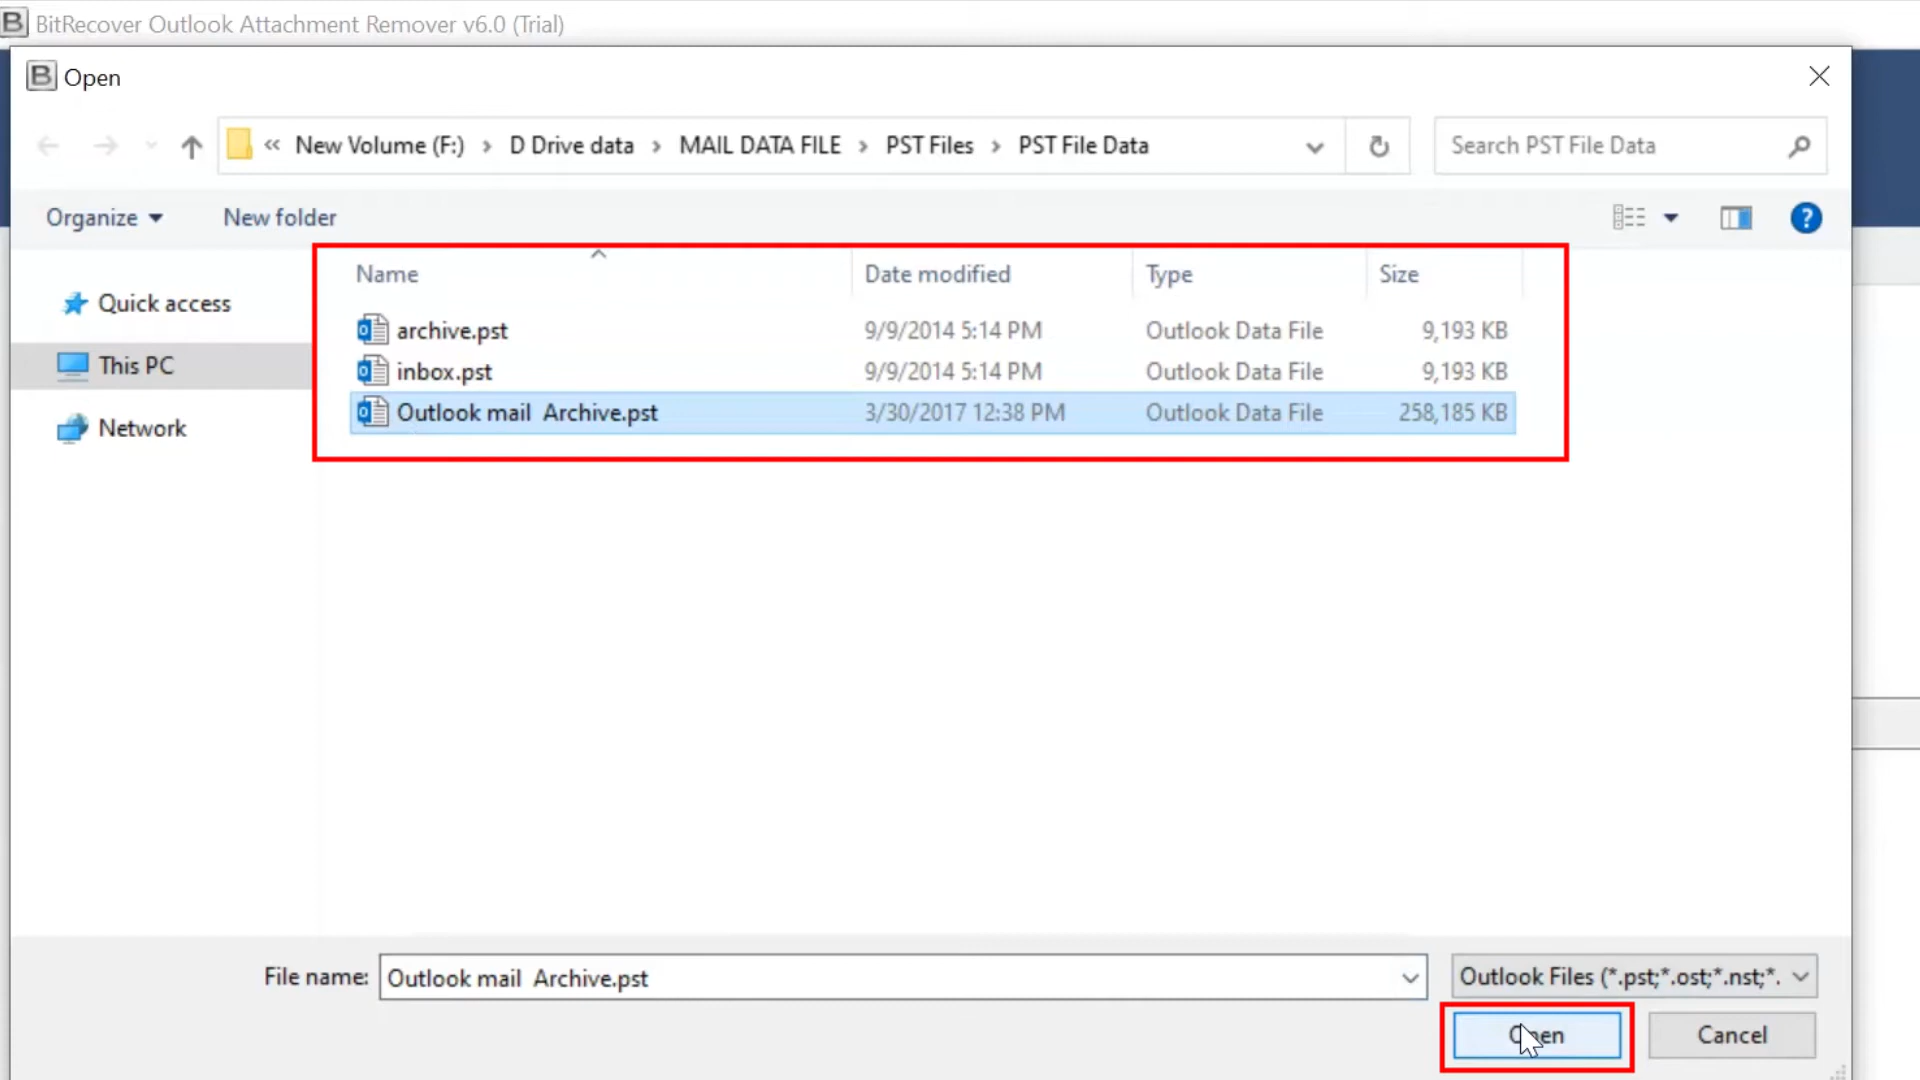 BitRecover Outlook Attachment Remover v6.0 (Trial)
Open
« New Volume (F:) › D Drive data › MAIL DATA FILE › PST Files › PST File Data
Search PST File Data
Organize New folder
Name Date modified Type Size
Quick access
This PC
Network
archive.pst 9/9/2014 5:14 PM Outlook Data File 9,193 KB
inbox.pst 9/9/2014 5:14 PM Outlook Data File 9,193 KB
Outlook mail  Archive.pst 3/30/2017 12:38 PM Outlook Data File 258,185 KB
File name: Outlook mail  Archive.pst Outlook Files (*.pst;*.ost;*.nst;*.
Open Cancel